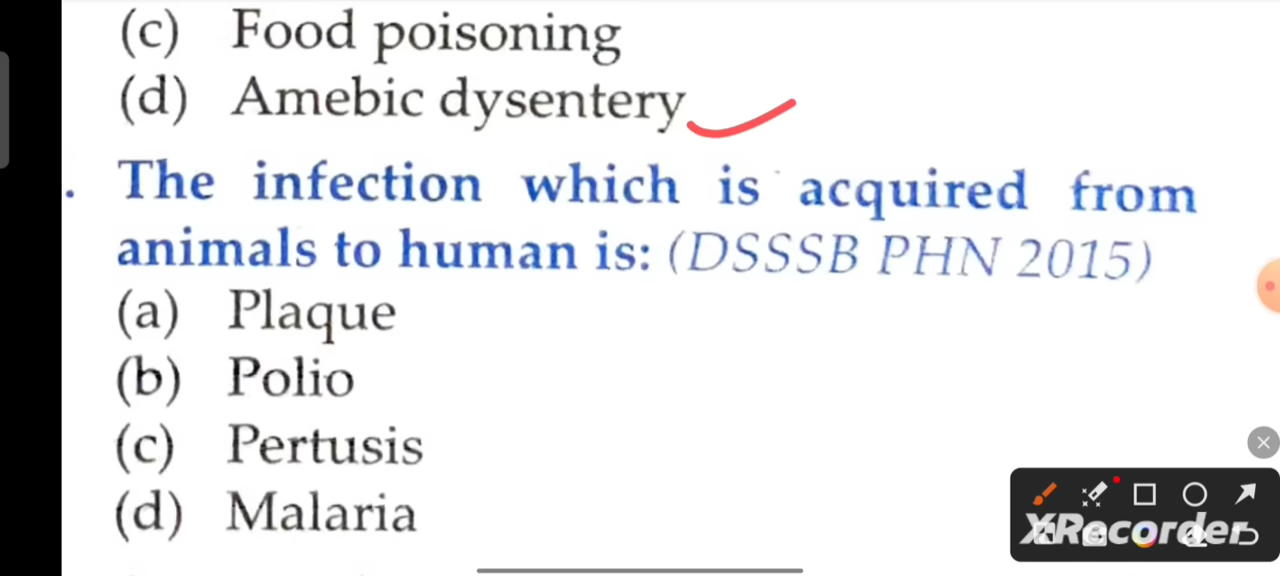 (c) Food poisoning
(d) Amebic dysentery
. The infection which is acquired from
animals to human is: (DSSSB PHN 2015)
(a) Plaque
(b) Polio
(c) Pertusis
(d) Malaria
XRecorder